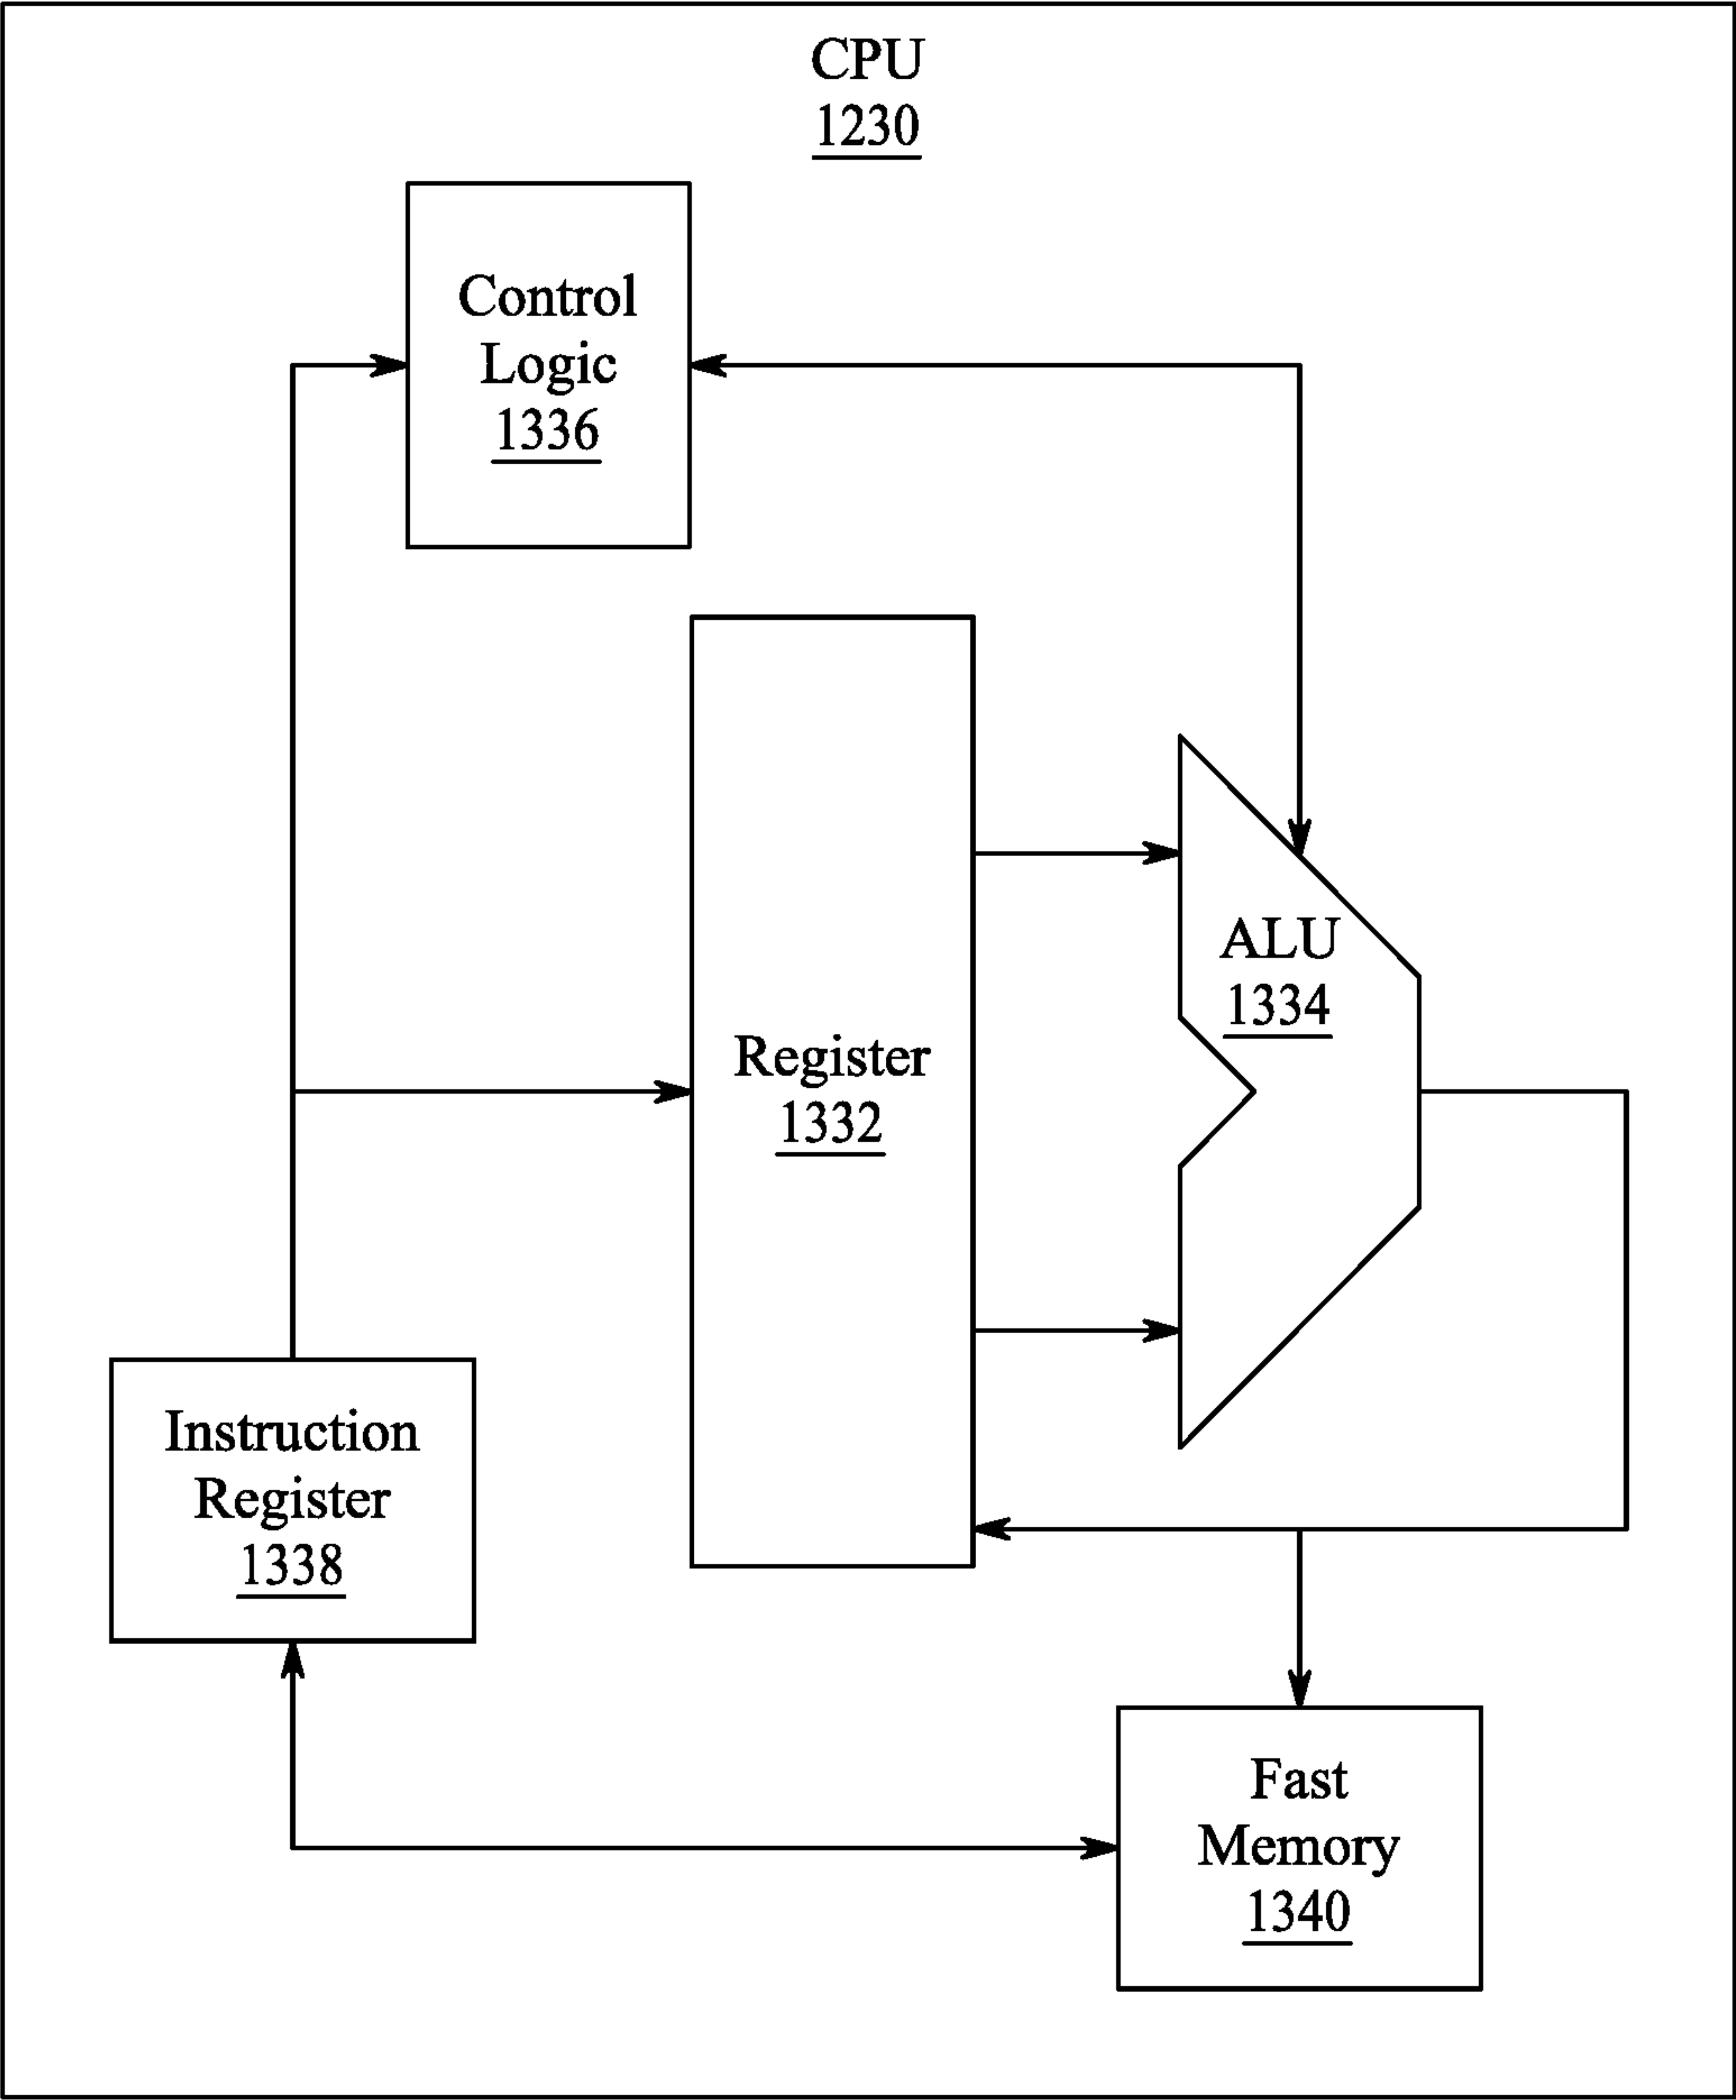 CPU
1230
Control
Logic
1336
Register
1332
ALU
1334
Instruction
Register
1338
Fast
Memory
1340